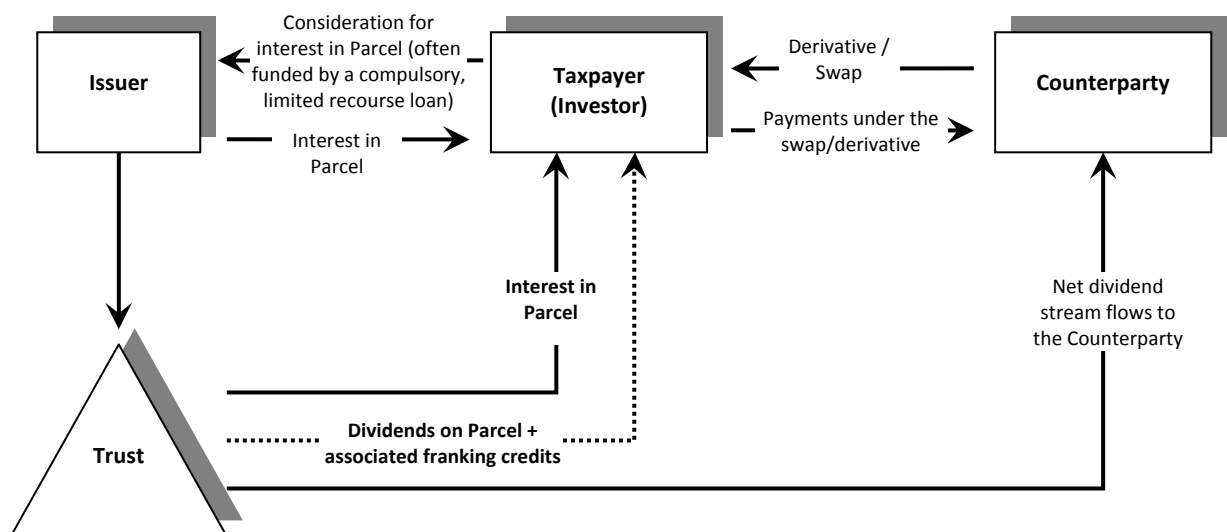 Consideration for
interest in Parcel (often
funded by a compulsory,
limited recourse loan)
Issuer
Taxpayer
(Investor)
Derivative /
Swap
Counterparty
Interest in
Parcel
Payments under the
swap/derivative
Interest in
Parcel
Net dividend
stream flows to
the Counterparty
Trust
Dividends on Parcel +
associated franking credits